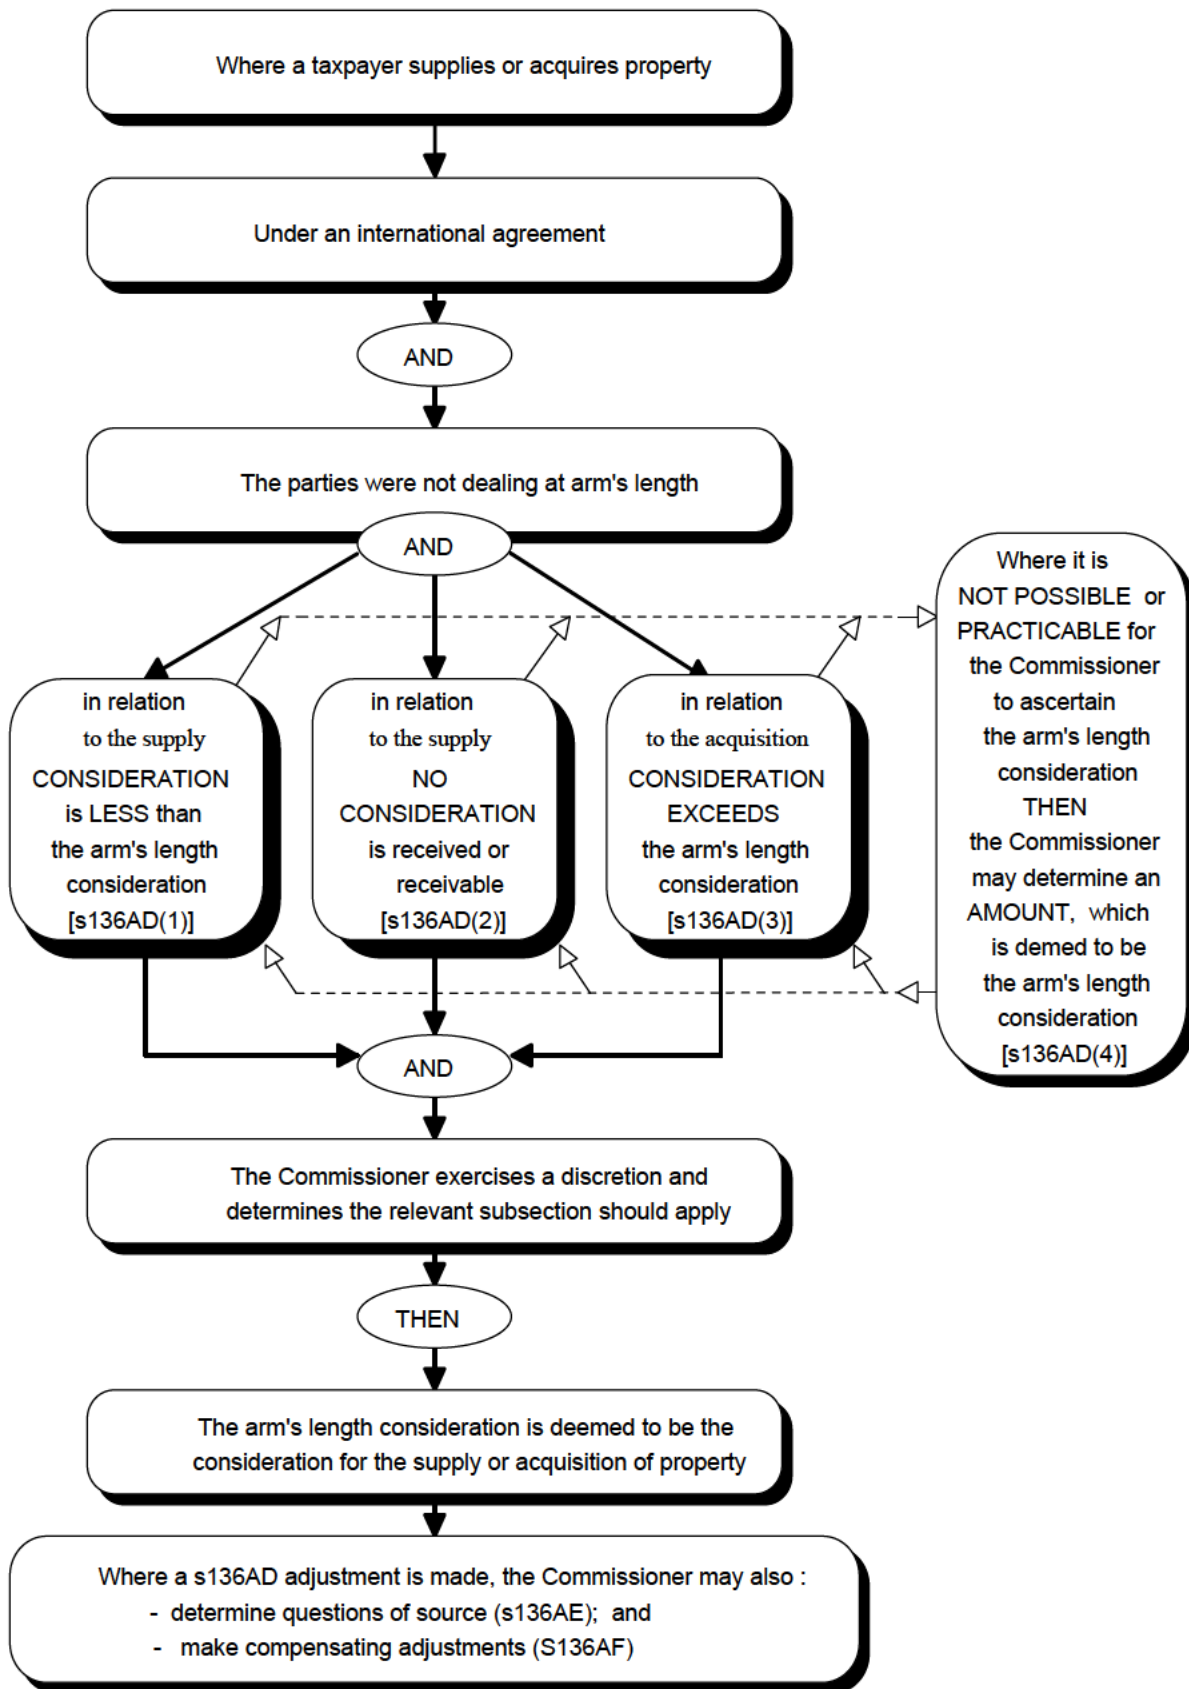 Where a taxpayer supplies or acquires property
Under an international agreement
AND
The parties were not dealing at arm's length
AND
in relation
to the supply
CONSIDERATION
is LESS than
the arm's length
consideration
[s136AD(1)]
in relation
to the supply
NO
CONSIDERATION
is received or
receivable
[s136AD(2)]
in relation
to the acquisition
CONSIDERATION
EXCEEDS
the arm's length
consideration
[s136AD(3)]
Where it is
NOT POSSIBLE or
PRACTICABLE for
the Commissioner
to ascertain
the arm's length
consideration
THEN
the Commissioner
may determine an
AMOUNT, which
is demed to be
the arm's length
consideration
[s136AD(4)]
AND
The Commissioner exercises a discretion and
determines the relevant subsection should apply
THEN
The arm's length consideration is deemed to be the
consideration for the supply or acquisition of property
Where a s136AD adjustment is made, the Commissioner may also :
- determine questions of source (s136AE); and
- make compensating adjustments (S136AF)